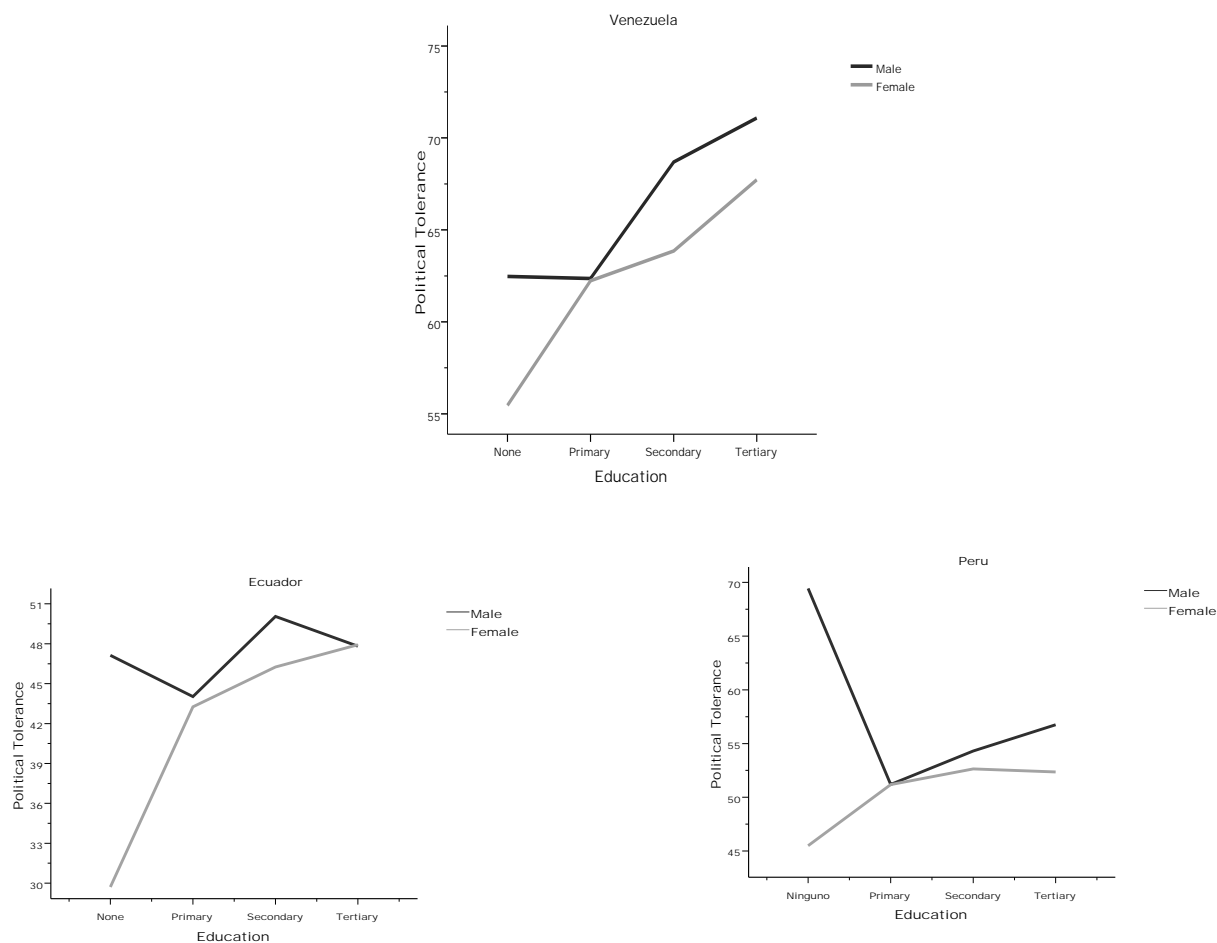 Venezuela
75
70
65
60
55
Political Tolerance
None Primary Secondary Tertiary
Education
Male
Female
Ecuador
51
48
45
42
39
36
33
30
Political Tolerance
None Primary Secondary Tertiary
Education
Male
Female
Peru
70
65
60
55
50
45
Political Tolerance
Ninguno Primary Secondary Tertiary
Education
Male
Female